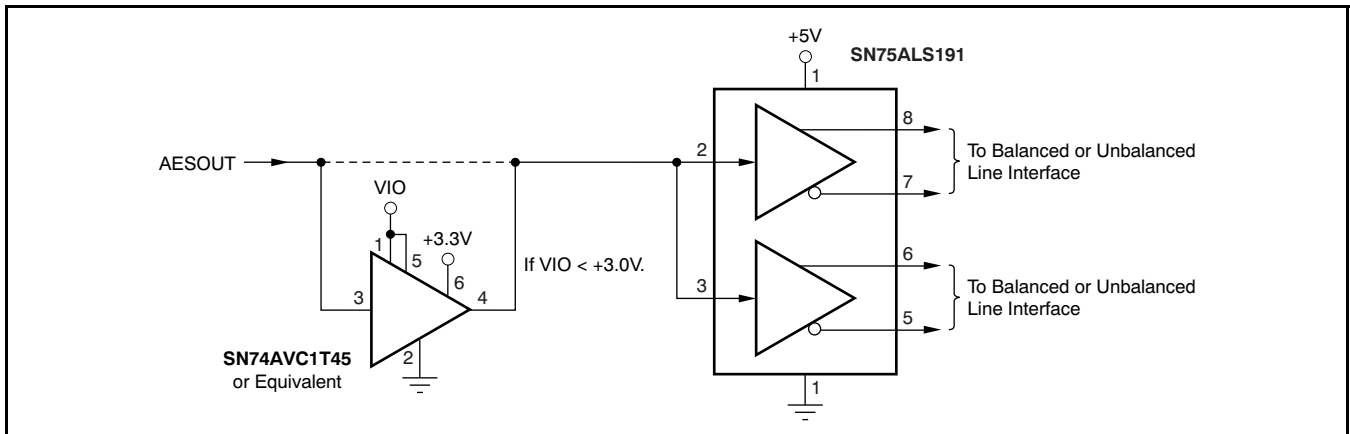 +5V
SN75ALS191
1
8
AESOUT
2
To Balanced or Unbalanced
Line Interface
7
VIO
1
5
+3.3V
6
If VIO < +3.0V.
3
4
2
SN74AVC1T45
or Equivalent
3
6
To Balanced or Unbalanced
Line Interface
5
1